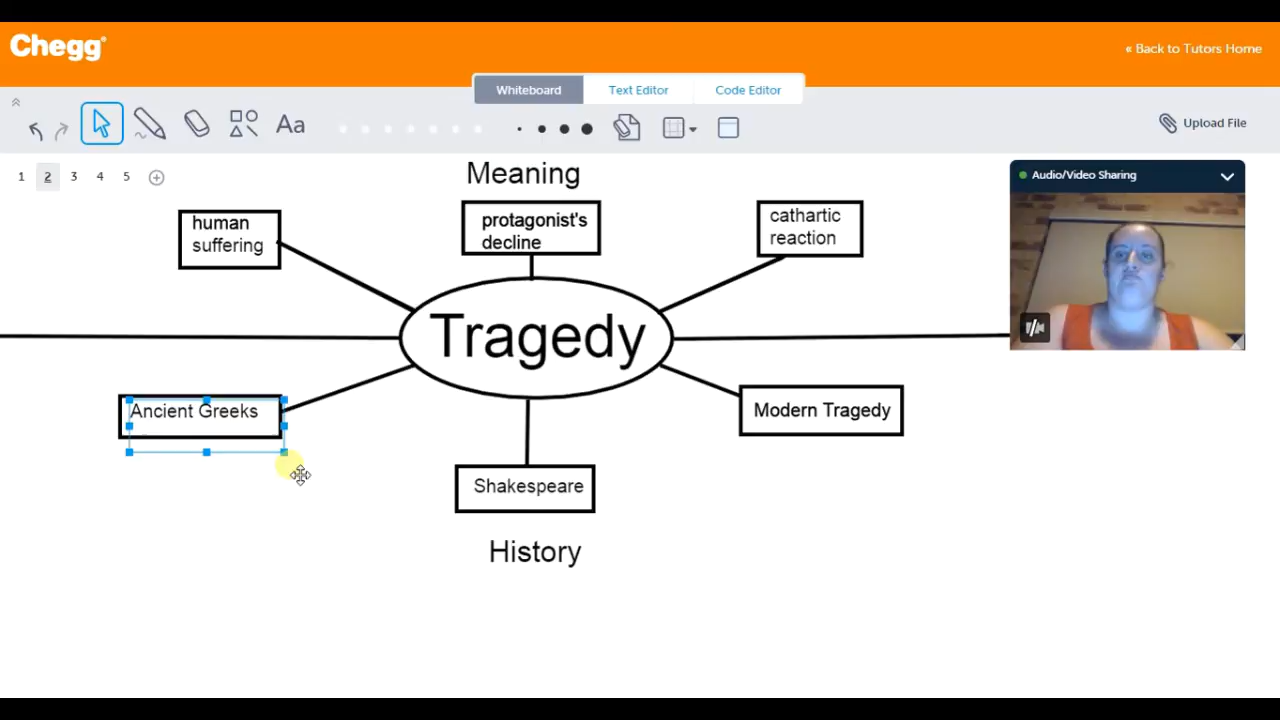 Chegg
« Back to Tutors Home
Whiteboard
Text Editor
Code Editor
Aa
Upload File
1 2 3 4 5
Audio/Video Sharing
Meaning
human
suffering
protagonist's
decline
cathartic
reaction
Tragedy
Ancient Greeks
Modern Tragedy
Shakespeare
History